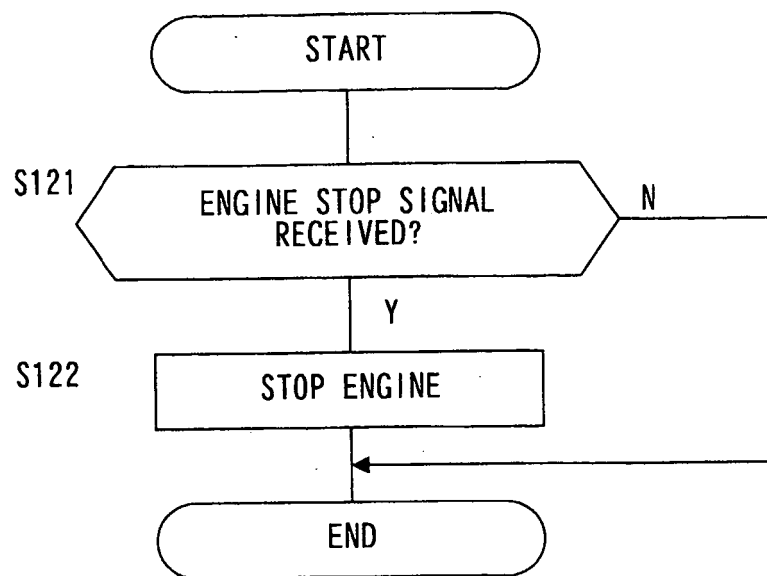 START
S121
ENGINE STOP SIGNAL
RECEIVED?
N
Y
S122
STOP ENGINE
END